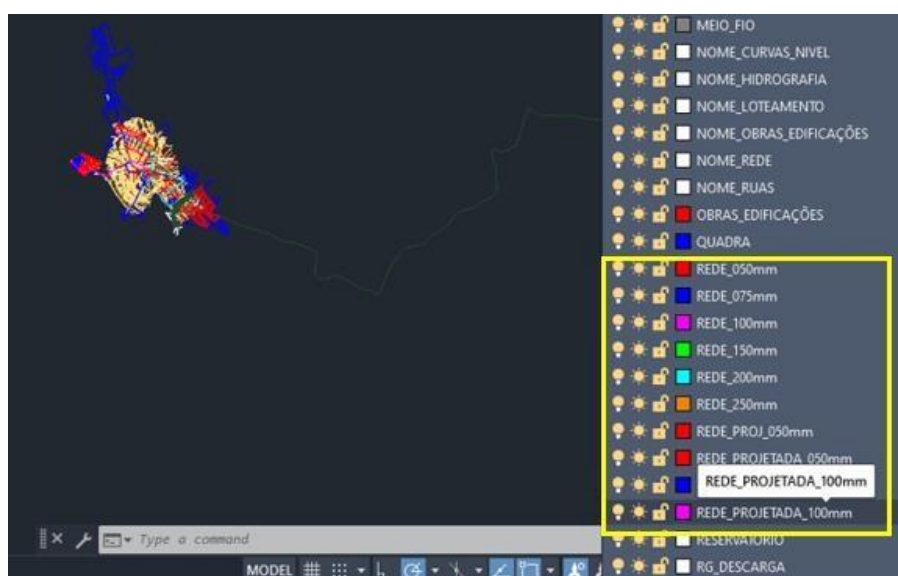 MEIO_FIO
NOME_CURVAS_NIVEL
NOME_HIDROGRAFIA
NOME_LOTEAMENTO
NOME_OBRAS_EDIFICAÇÕES
NOME_REDE
NOME_RUAS
OBRAS_EDIFICAÇÕES
QUADRA
REDE_050mm
REDE_075mm
REDE_100mm
REDE_150mm
REDE_200mm
REDE_250mm
REDE_PROJ_050mm
REDE_PROJETADA_050mm
REDE_PROJETADA_100mm
REDE_PROJETADA_100mm
RESERVATORIO
RG_DESCARGA
Type a command
MODEL